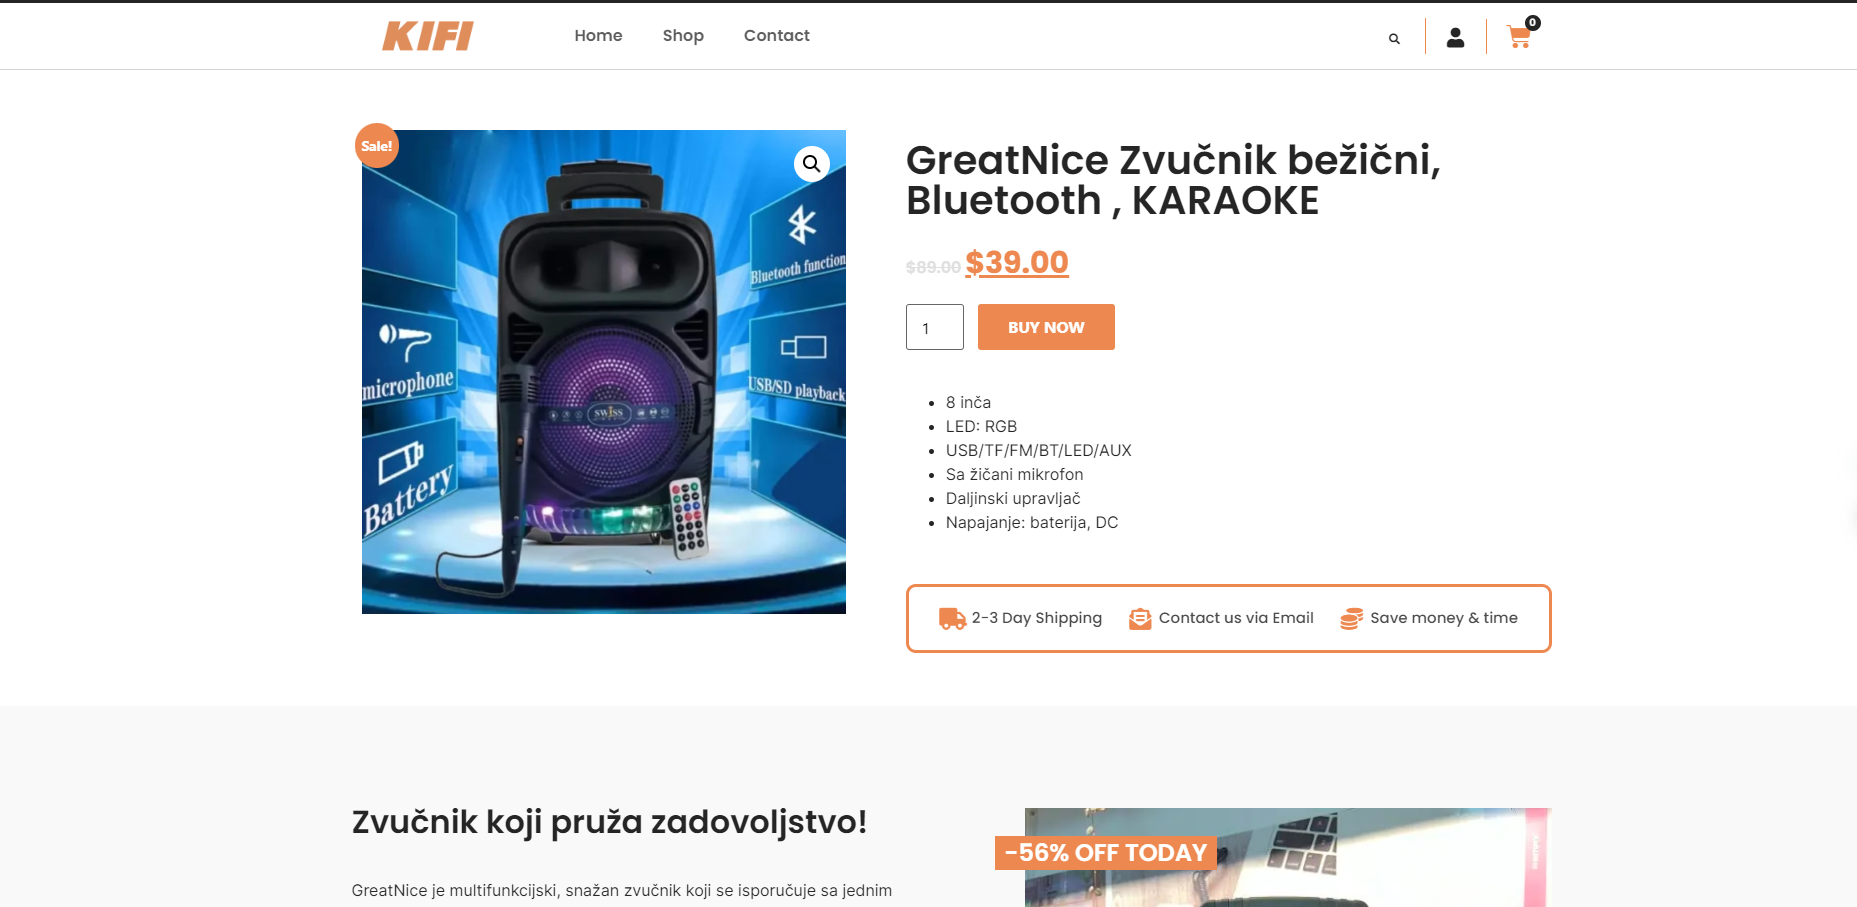 KIFI
Home
Shop
Contact
0
Sale!
Bluetooth function
microphone
USB/SD playback
Battery
SWISS
GreatNice Zvučnik bežični,
Bluetooth , KARAOKE
$89.00 $39.00
1
BUY NOW
8 inča
LED: RGB
USB/TF/FM/BT/LED/AUX
Sa žičani mikrofon
Daljinski upravljač
Napajanje: baterija, DC
2-3 Day Shipping
Contact us via Email
Save money & time
Zvučnik koji pruža zadovoljstvo!
GreatNice je multifunkcijski, snažan zvučnik koji se isporučuje sa jednim
-56% OFF TODAY